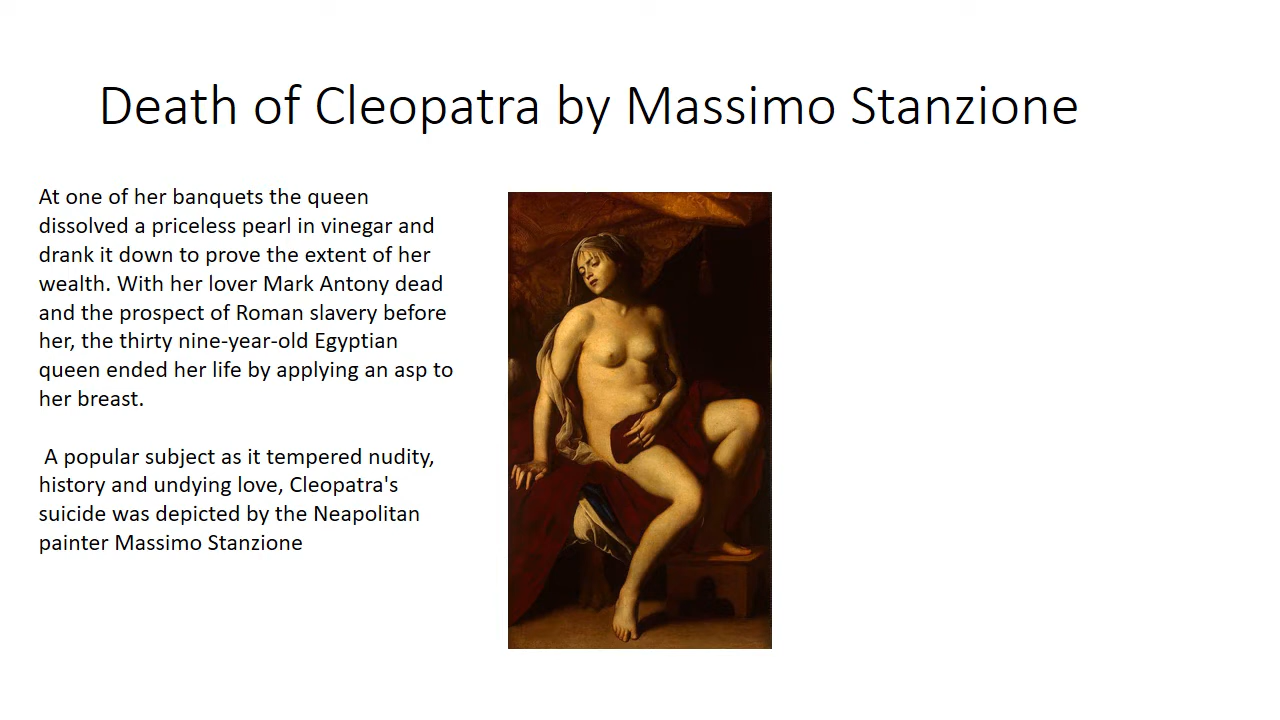 Death of Cleopatra by Massimo Stanzione
At one of her banquets the queen
dissolved a priceless pearl in vinegar and
drank it down to prove the extent of her
wealth. With her lover Mark Antony dead
and the prospect of Roman slavery before
her, the thirty nine-year-old Egyptian
queen ended her life by applying an asp to
her breast.
A popular subject as it tempered nudity,
history and undying love, Cleopatra's
suicide was depicted by the Neapolitan
painter Massimo Stanzione